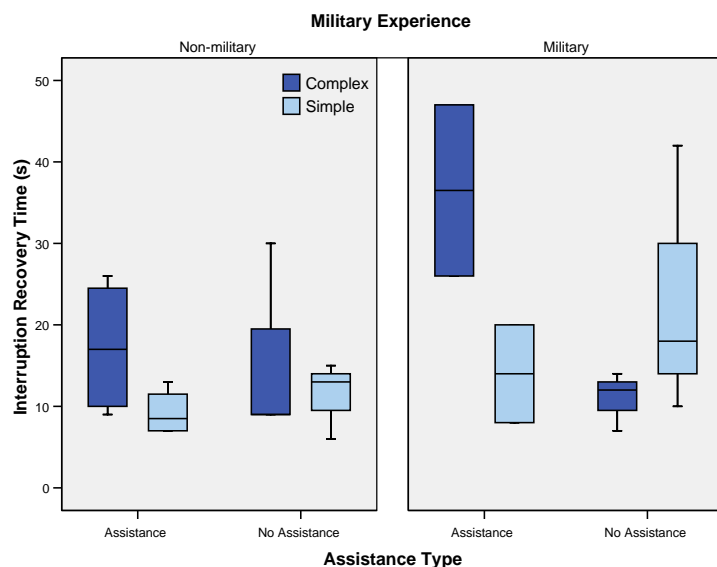 Military Experience
Non-military
Military
Complex
Simple
50
40
30
20
10
0
Interruption Recovery Time (s)
Assistance
No Assistance
Assistance
No Assistance
Assistance Type